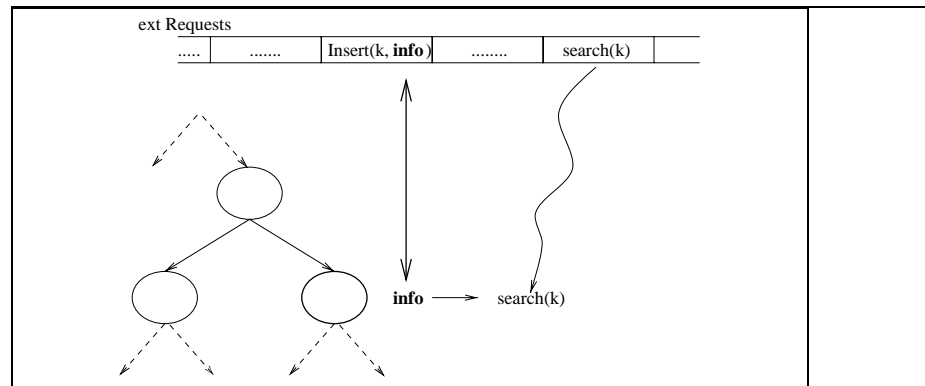 ext Requests
..... ....... Insert(k, info) ........ search(k)
info search(k)